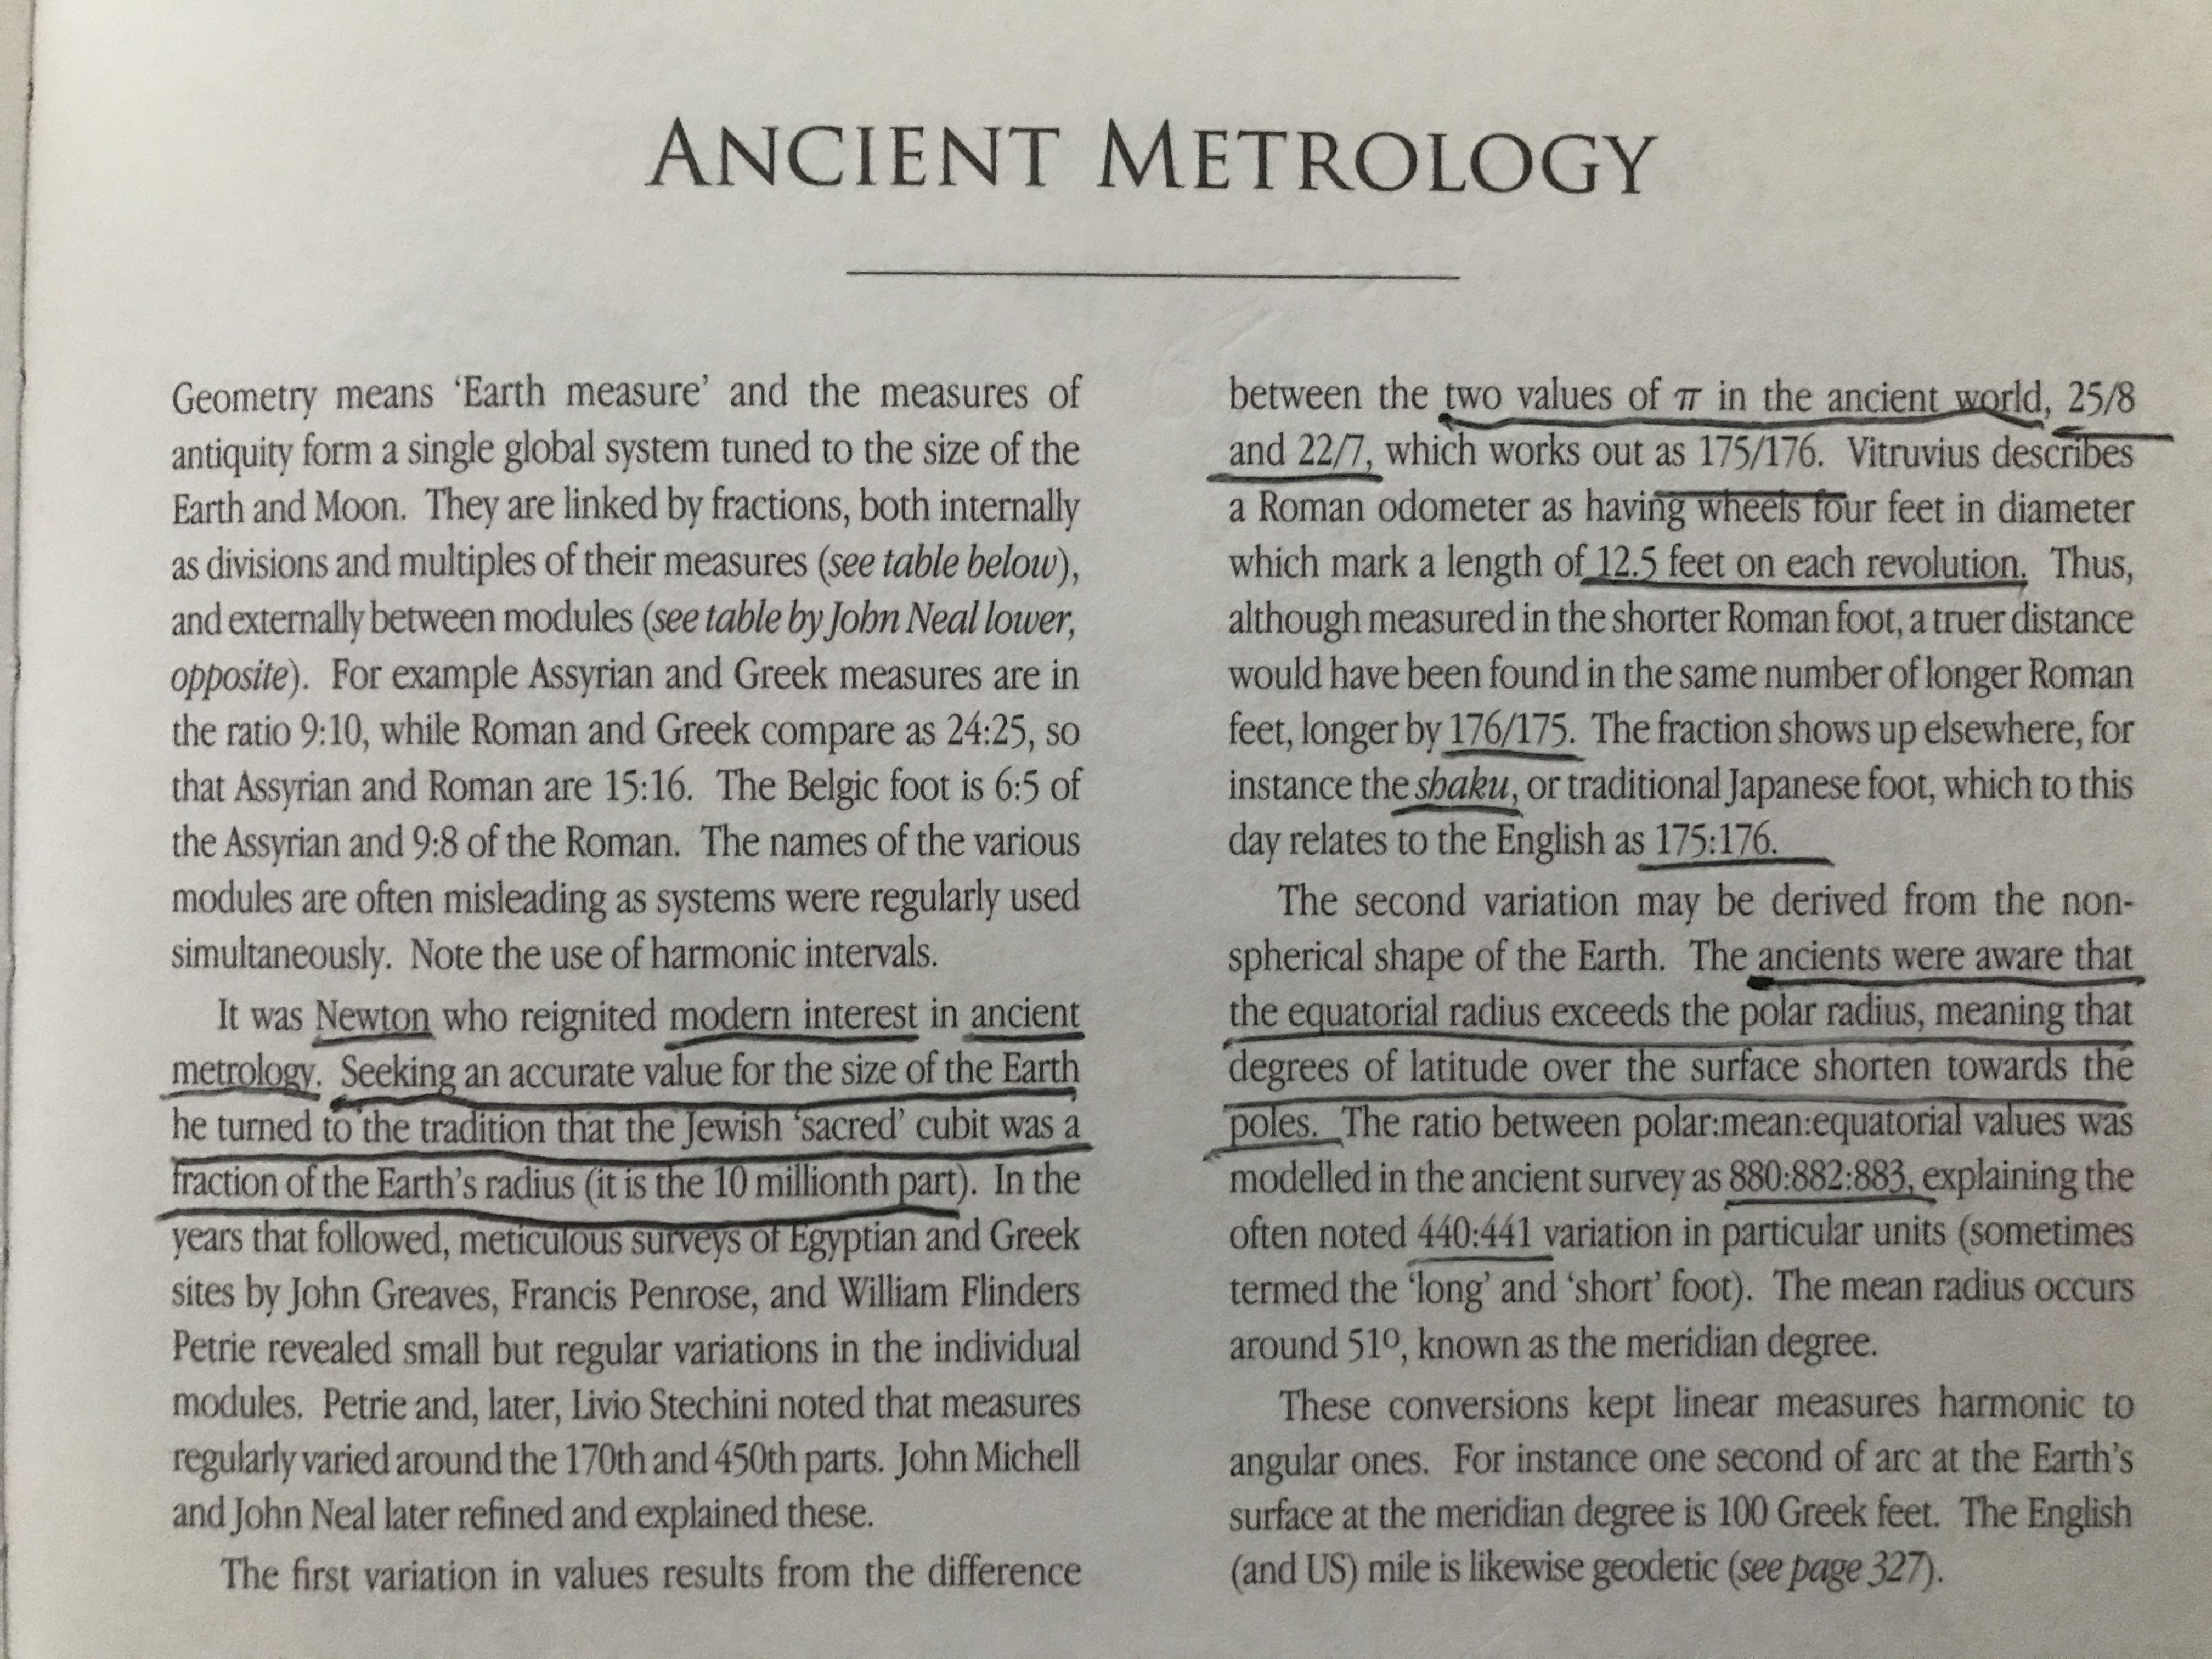 ANCIENT METROLOGY
Geometry means ‘Earth measure’ and the measures of
antiquity form a single global system tuned to the size of the
Earth and Moon. They are linked by fractions, both internally
as divisions and multiples of their measures (see table below),
and externally between modules (see table by John Neal lower,
opposite). For example Assyrian and Greek measures are in
the ratio 9:10, while Roman and Greek compare as 24:25, so
that Assyrian and Roman are 15:16. The Belgic foot is 6:5 of
the Assyrian and 9:8 of the Roman. The names of the various
modules are often misleading as systems were regularly used
simultaneously. Note the use of harmonic intervals.
It was Newton who reignited modern interest in ancient
metrology. Seeking an accurate value for the size of the Earth
he turned to the tradition that the Jewish ‘sacred’ cubit was a
fraction of the Earth’s radius (it is the 10 millionth part). In the
years that followed, meticulous surveys of Egyptian and Greek
sites by John Greaves, Francis Penrose, and William Flinders
Petrie revealed small but regular variations in the individual
modules. Petrie and, later, Livio Stechini noted that measures
regularly varied around the 170th and 450th parts. John Michell
and John Neal later refined and explained these.
The first variation in values results from the difference
between the two values of π in the ancient world, 25/8
and 22/7, which works out as 175/176. Vitruvius describes
a Roman odometer as having wheels four feet in diameter
which mark a length of 12.5 feet on each revolution. Thus,
although measured in the shorter Roman foot, a truer distance
would have been found in the same number of longer Roman
feet, longer by 176/175. The fraction shows up elsewhere, for
instance the shaku, or traditional Japanese foot, which to this
day relates to the English as 175:176.
The second variation may be derived from the non-
spherical shape of the Earth. The ancients were aware that
the equatorial radius exceeds the polar radius, meaning that
degrees of latitude over the surface shorten towards the
poles. The ratio between polar:mean:equatorial values was
modelled in the ancient survey as 880:882:883, explaining the
often noted 440:441 variation in particular units (sometimes
termed the ‘long’ and ‘short’ foot). The mean radius occurs
around 51º, known as the meridian degree.
These conversions kept linear measures harmonic to
angular ones. For instance one second of arc at the Earth’s
surface at the meridian degree is 100 Greek feet. The English
(and US) mile is likewise geodetic (see page 327).